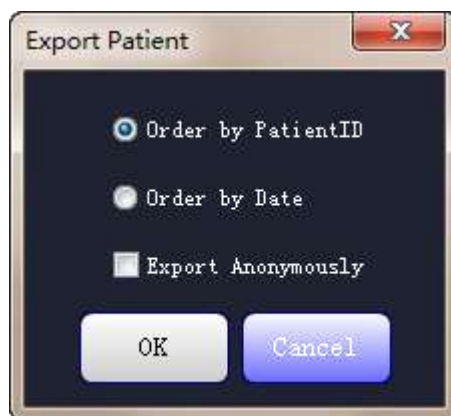 Export Patient
Order by PatientID
Order by Date
Export Anonymously
OK
Cancel